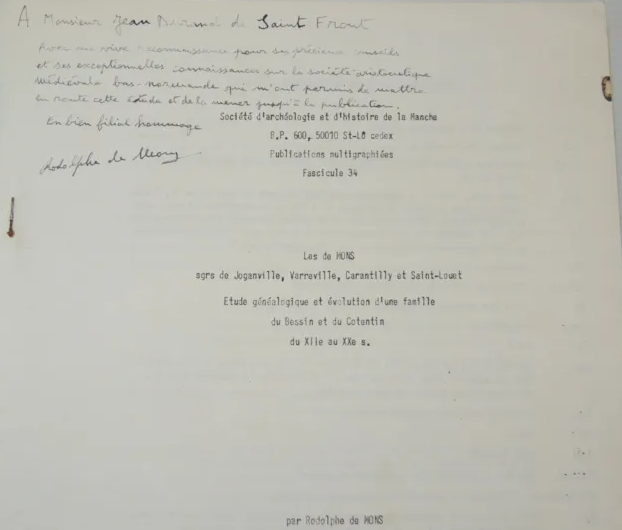 A Monsieur Jean Durand de Saint Front
Avec ma vive reconnaissance pour ses précieux conseils
et ses exceptionnelles connaissances sur la société aristocratique
médiévale bas-normande qui m'ont permis de mettre
en route cette étude et de la mener jusqu'à la publication.
En bien filial hommage
Rodolphe de Mons
Société d'archéologie et d'histoire de la Manche
B.P. 600, 50010 St-Lô cedex
Publications multigraphiées
Fascicule 34
Les de MONS
sgrs de Joganville, Varreville, Carantilly et Saint-Louet
Etude généalogique et évolution d'une famille
du Bessin et du Cotentin
du XIIe au XXe s.
par Rodolphe de MONS